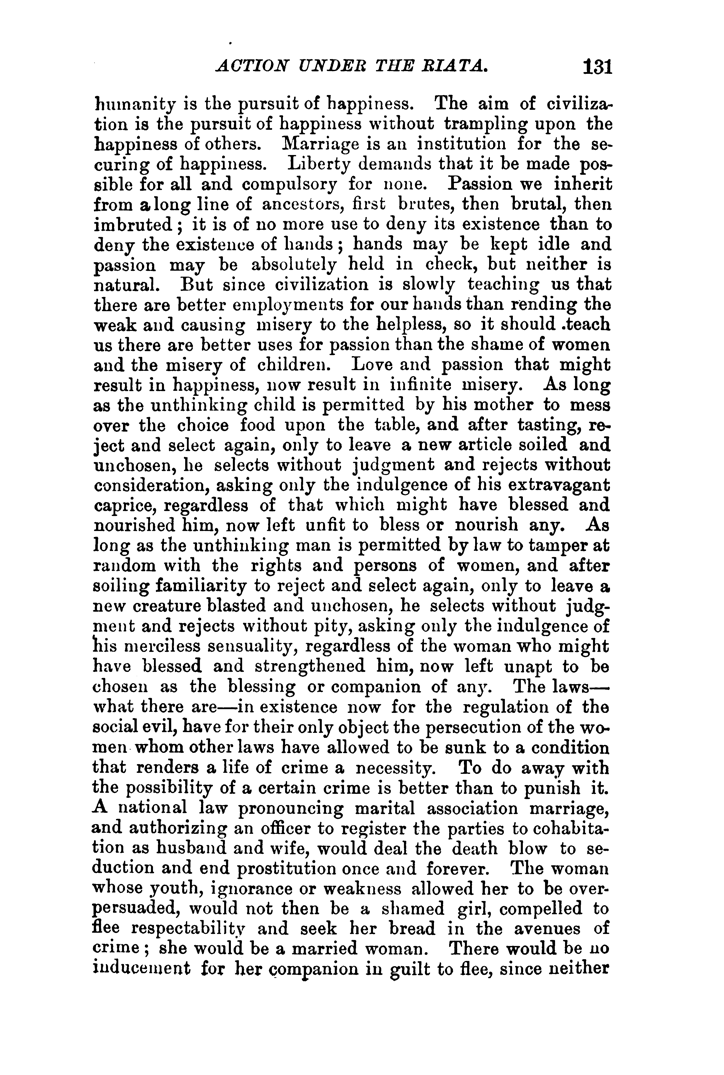 ACTION UNDER THE RIATA. 131
humanity is the pursuit of happiness. The aim of civiliza-
tion is the pursuit of happiness without trampling upon the
happiness of others. Marriage is an institution for the se-
curing of happiness. Liberty demands that it be made pos-
sible for all and compulsory for none. Passion we inherit
from a long line of ancestors, first brutes, then brutal, then
imbruted; it is of no more use to deny its existence than to
deny the existence of hands; hands may be kept idle and
passion may be absolutely held in check, but neither is
natural. But since civilization is slowly teaching us that
there are better employments for our hands than rending the
weak and causing misery to the helpless, so it should .teach
us there are better uses for passion than the shame of women
and the misery of children. Love and passion that might
result in happiness, now result in infinite misery. As long
as the unthinking child is permitted by his mother to mess
over the choice food upon the table, and after tasting, re-
ject and select again, only to leave a new article soiled and
unchosen, he selects without judgment and rejects without
consideration, asking only the indulgence of his extravagant
caprice, regardless of that which might have blessed and
nourished him, now left unfit to bless or nourish any. As
long as the unthinking man is permitted by law to tamper at
random with the rights and persons of women, and after
soiling familiarity to reject and select again, only to leave a
new creature blasted and unchosen, he selects without judg-
ment and rejects without pity, asking only the indulgence of
his merciless sensuality, regardless of the woman who might
have blessed and strengthened him, now left unapt to be
chosen as the blessing or companion of any. The laws—
what there are—in existence now for the regulation of the
social evil, have for their only object the persecution of the wo-
men whom other laws have allowed to be sunk to a condition
that renders a life of crime a necessity. To do away with
the possibility of a certain crime is better than to punish it.
A national law pronouncing marital association marriage,
and authorizing an officer to register the parties to cohabita-
tion as husband and wife, would deal the death blow to se-
duction and end prostitution once and forever. The woman
whose youth, ignorance or weakness allowed her to be over-
persuaded, would not then be a shamed girl, compelled to
flee respectability and seek her bread in the avenues of
crime; she would be a married woman. There would be no
inducement for her companion in guilt to flee, since neither